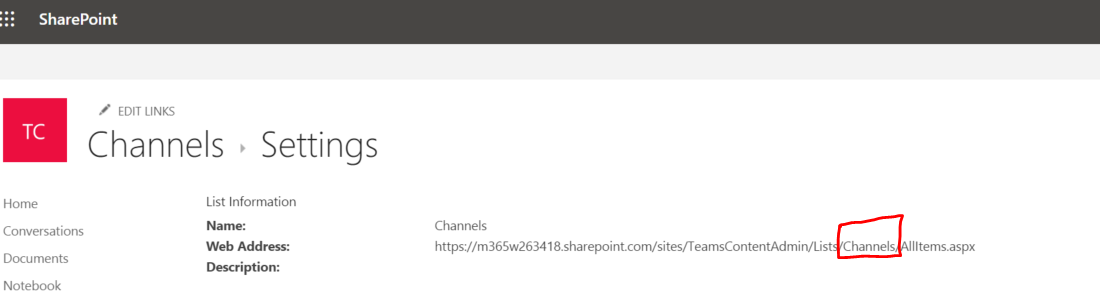 SharePoint
TC
EDIT LINKS
Channels ▸ Settings
Home
Conversations
Documents
Notebook
List Information
Name: Channels
Web Address: https://m365w263418.sharepoint.com/sites/TeamsContentAdmin/Lists/Channels/AllItems.aspx
Description: